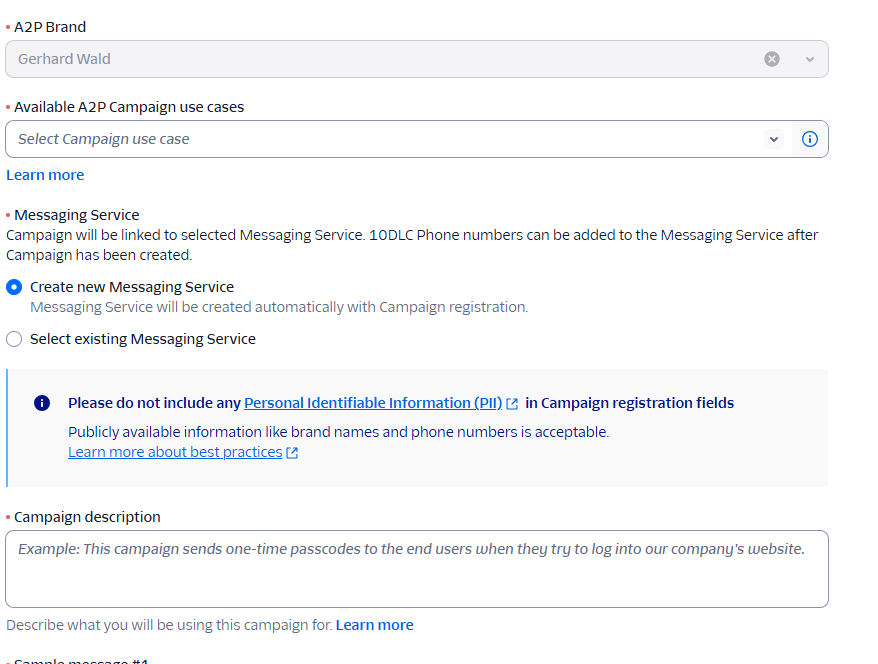 • A2P Brand
Gerhard Wald
• Available A2P Campaign use cases
Select Campaign use case
Learn more
• Messaging Service
Campaign will be linked to selected Messaging Service. 10DLC Phone numbers can be added to the Messaging Service after
Campaign has been created.
Create new Messaging Service
Messaging Service will be created automatically with Campaign registration.
Select existing Messaging Service
Please do not include any Personal Identifiable Information (PII) in Campaign registration fields
Publicly available information like brand names and phone numbers is acceptable.
Learn more about best practices
• Campaign description
Example: This campaign sends one-time passcodes to the end users when they try to log into our company's website.
Describe what you will be using this campaign for. Learn more
• Sample message #1